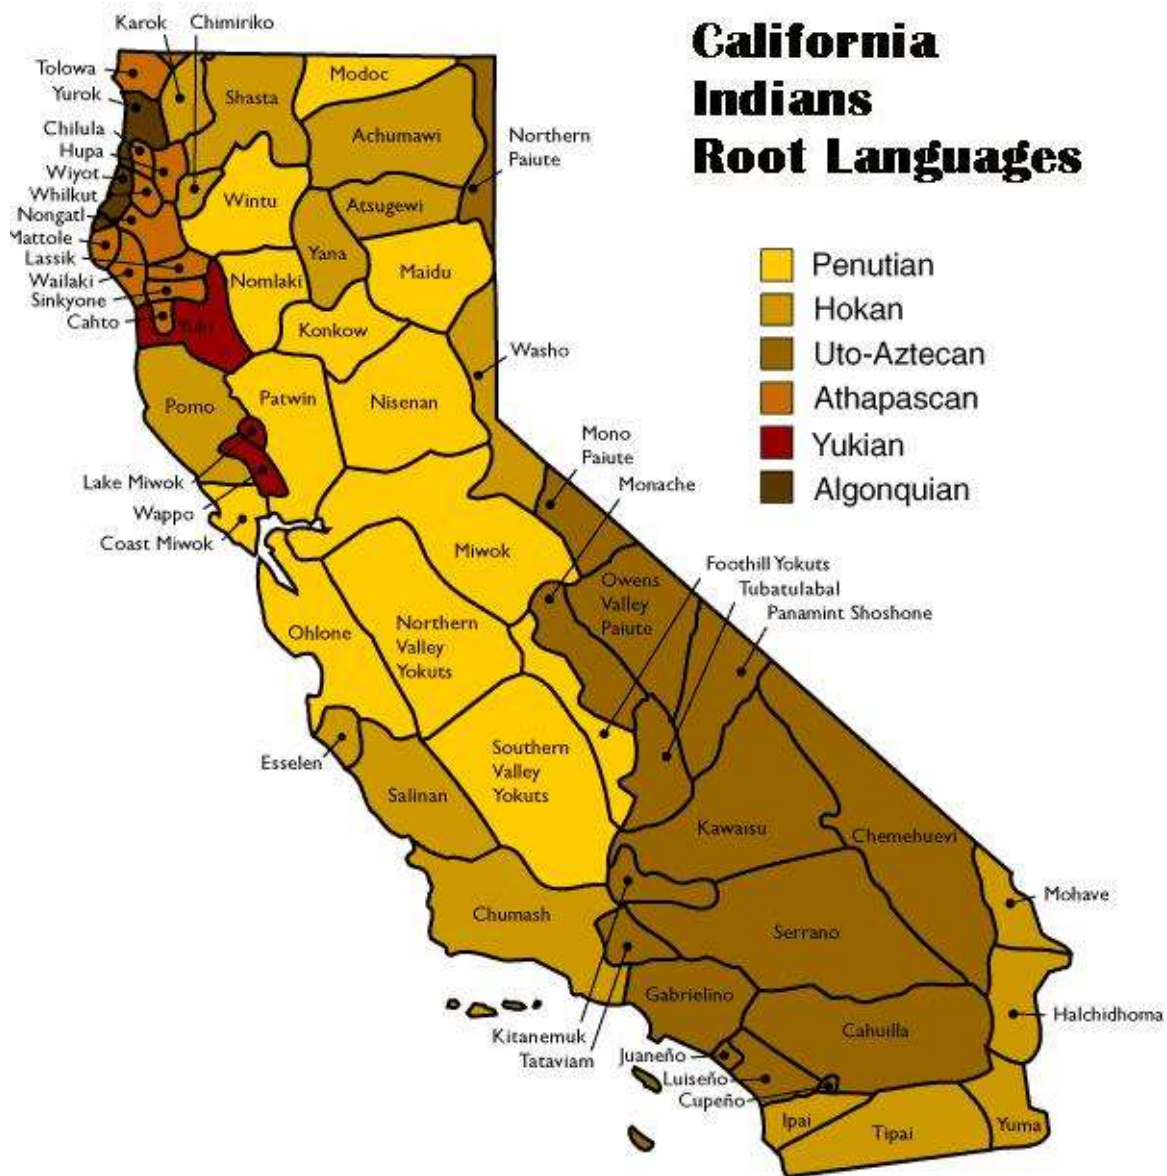 California
Indians
Root Languages
Penutian
Hokan
Uto-Aztecan
Athapascan
Yukian
Algonquian
Karok
Chimiriko
Tolowa
Yurok
Chilula
Hupa
Wiyot
Whilkut
Nongatl
Mattole
Lassik
Wailaki
Sinkyone
Cahto
Shasta
Modoc
Achumawi
Northern
Paiute
Wintu
Atsugewi
Yana
Nomlaki
Maidu
Yuki
Konkow
Washo
Pomo
Patwin
Nisenan
Lake Miwok
Wappo
Coast Miwok
Mono
Paiute
Monache
Miwok
Foothill Yokuts
Tubatulabal
Panamint Shoshone
Owens
Valley
Paiute
Ohlone
Northern
Valley
Yokuts
Esselen
Southern
Valley
Yokuts
Salinan
Kawaisu
Chemehuevi
Mohave
Chumash
Serrano
Gabrielino
Halchidhoma
Cahuilla
Kitanemuk
Tataviam
Juaneño
Luiseño
Cupeño
Ipai
Tipai
Yuma